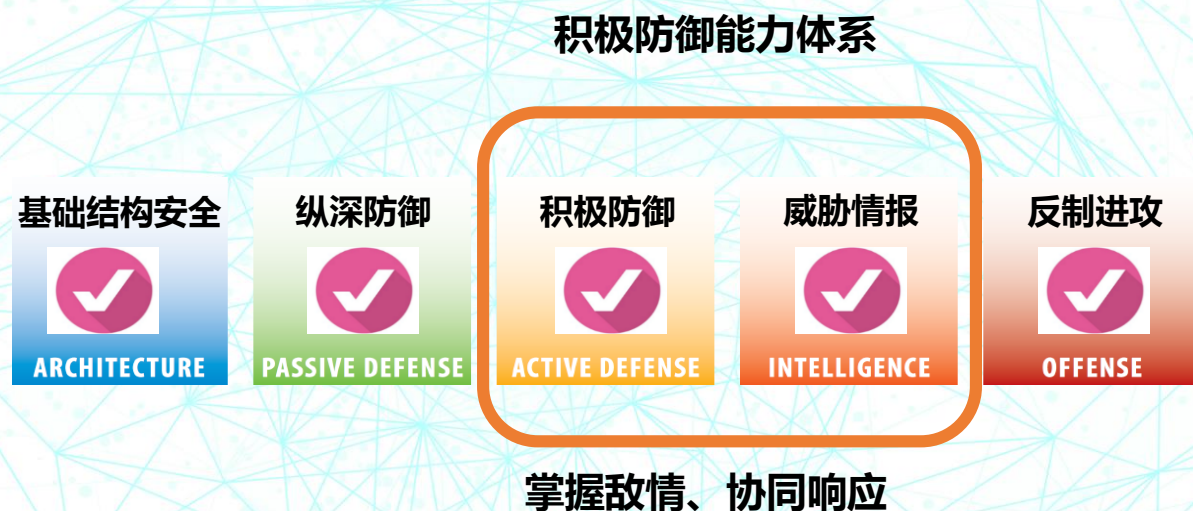 积极防御能力体系
基础结构安全
纵深防御
积极防御
威胁情报
反制进攻
ARCHITECTURE
PASSIVE DEFENSE
ACTIVE DEFENSE
INTELLIGENCE
OFFENSE
掌握敌情、协同响应